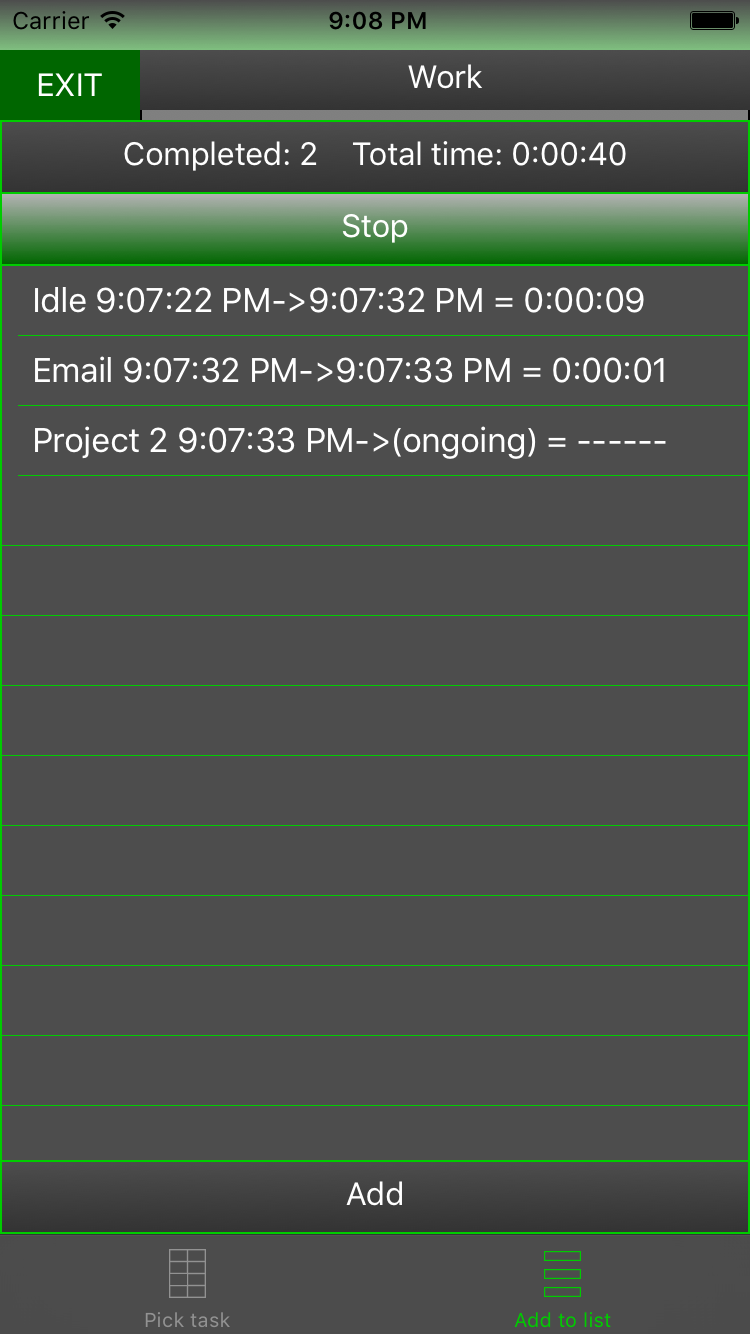 Carrier 9:08 PM
EXIT Work
Completed: 2 Total time: 0:00:40
Stop
Idle 9:07:22 PM->9:07:32 PM = 0:00:09
Email 9:07:32 PM->9:07:33 PM = 0:00:01
Project 2 9:07:33 PM->(ongoing) = ------
Add
Pick task Add to list